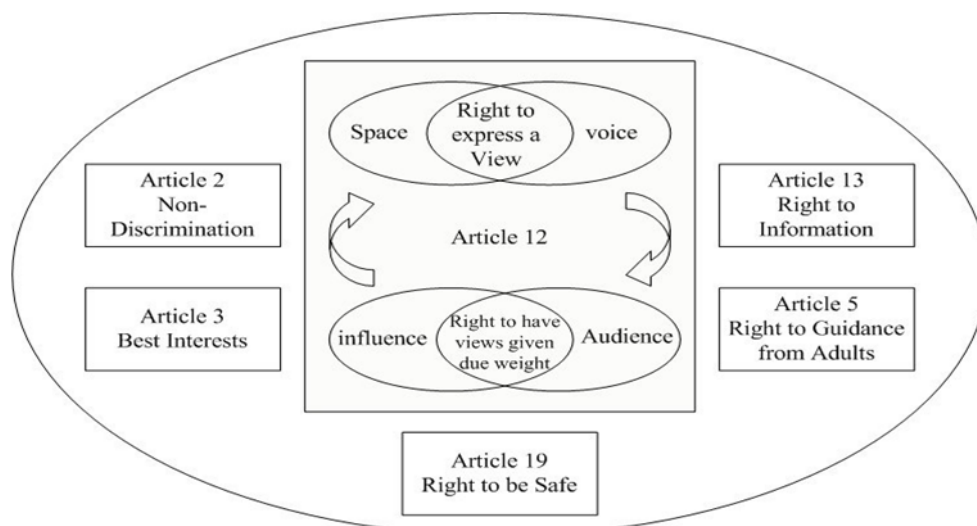 Space
Right to
express a
View
voice
Article 2
Non-
Discrimination
Article 13
Right to
Information
Article 12
Article 3
Best Interests
influence
Right to have
views given
due weight
Audience
Article 5
Right to Guidance
from Adults
Article 19
Right to be Safe